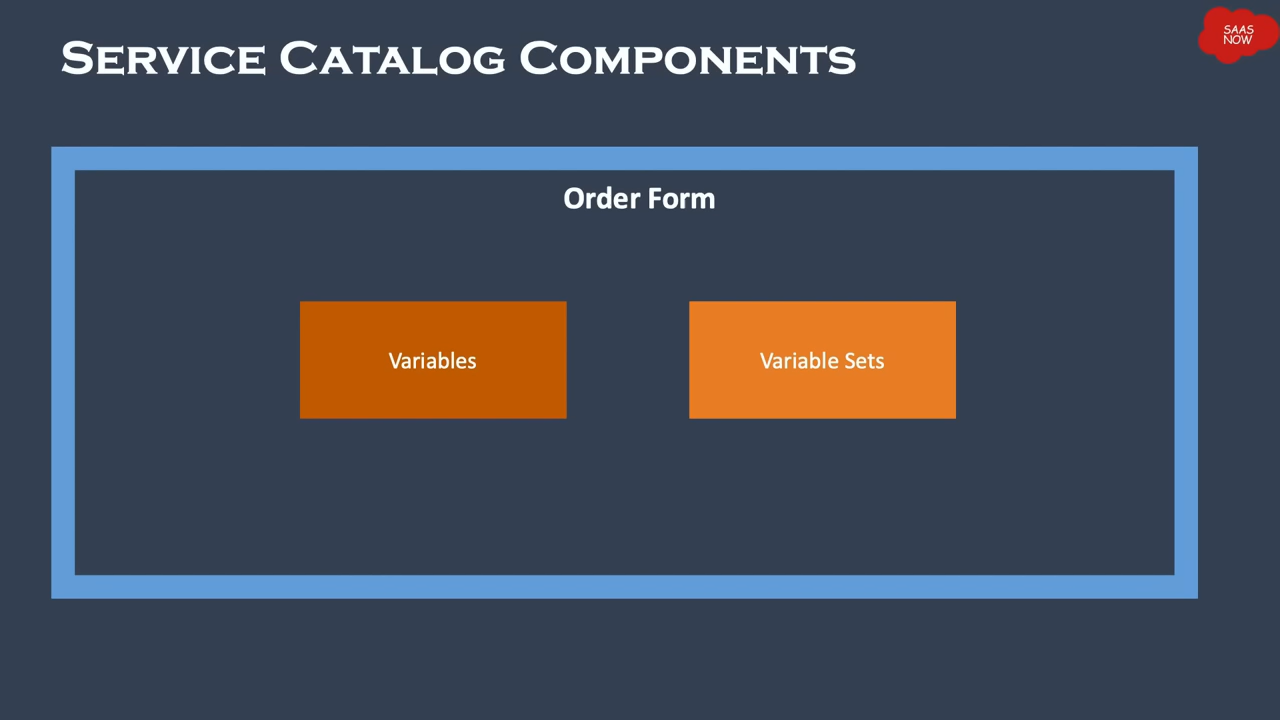 Service Catalog Components
SAAS
NOW
Order Form
Variables
Variable Sets